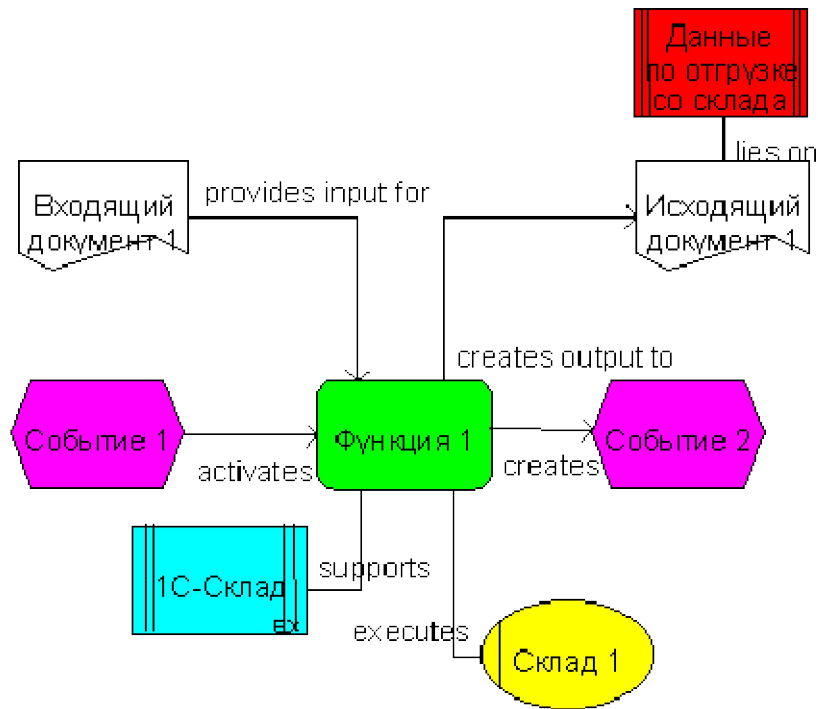 Данные
по отгрузке
со склада
lies on
Входящий
документ 1
provides input for
Исходящий
документ 1
creates output to
Событие 1
activates
Функция 1
creates
Событие 2
1С-Склад
EX
supports
executes
Склад 1